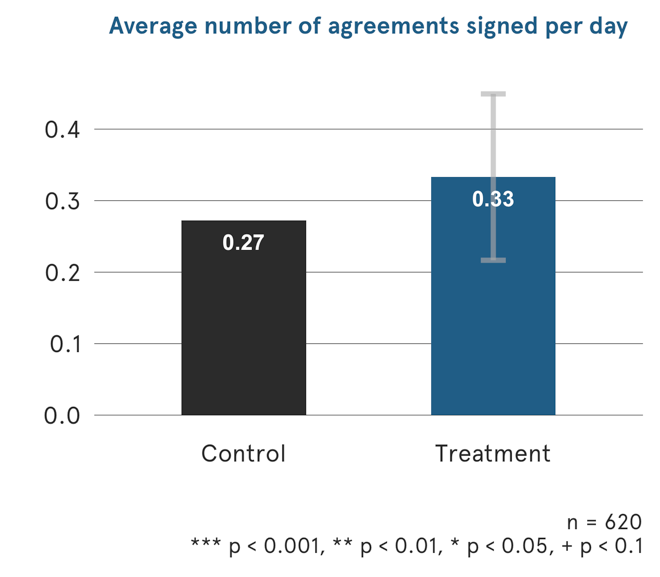 Average number of agreements signed per day
0.4
0.3
0.2
0.1
0.0
0.27
0.33
Control
Treatment
n = 620
*** p < 0.001, ** p < 0.01, * p < 0.05, + p < 0.1